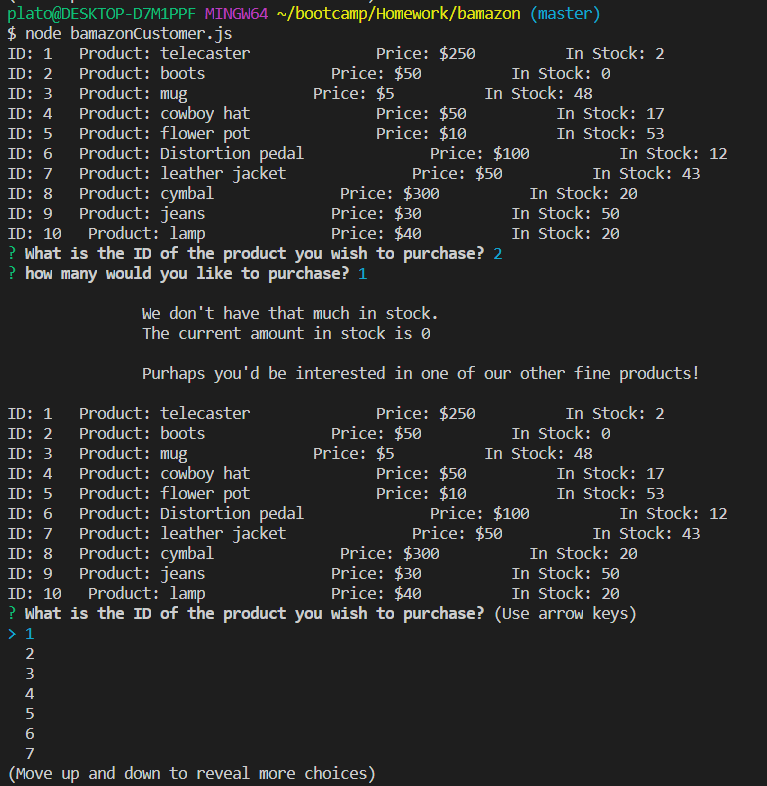 plato@DESKTOP-D7M1PPF MINGW64 ~/bootcamp/Homework/bamazon (master)
$ node bamazonCustomer.js
ID: 1   Product: telecaster              Price: $250          In Stock: 2
ID: 2   Product: boots              Price: $50          In Stock: 0
ID: 3   Product: mug              Price: $5          In Stock: 48
ID: 4   Product: cowboy hat              Price: $50          In Stock: 17
ID: 5   Product: flower pot              Price: $10          In Stock: 53
ID: 6   Product: Distortion pedal              Price: $100          In Stock: 12
ID: 7   Product: leather jacket              Price: $50          In Stock: 43
ID: 8   Product: cymbal              Price: $300          In Stock: 20
ID: 9   Product: jeans              Price: $30          In Stock: 50
ID: 10   Product: lamp              Price: $40          In Stock: 20
? What is the ID of the product you wish to purchase? 2
? how many would you like to purchase? 1
We don't have that much in stock.
The current amount in stock is 0
Purhaps you'd be interested in one of our other fine products!
ID: 1   Product: telecaster              Price: $250          In Stock: 2
ID: 2   Product: boots              Price: $50          In Stock: 0
ID: 3   Product: mug              Price: $5          In Stock: 48
ID: 4   Product: cowboy hat              Price: $50          In Stock: 17
ID: 5   Product: flower pot              Price: $10          In Stock: 53
ID: 6   Product: Distortion pedal              Price: $100          In Stock: 12
ID: 7   Product: leather jacket              Price: $50          In Stock: 43
ID: 8   Product: cymbal              Price: $300          In Stock: 20
ID: 9   Product: jeans              Price: $30          In Stock: 50
ID: 10   Product: lamp              Price: $40          In Stock: 20
? What is the ID of the product you wish to purchase? (Use arrow keys)
> 1
2
3
4
5
6
7
(Move up and down to reveal more choices)